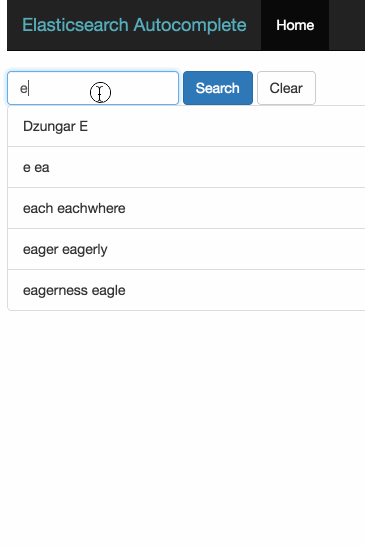 Elasticsearch Autocomplete Home
e Search Clear
Dzungar E
e ea
each eachwhere
eager eagerly
eagerness eagle